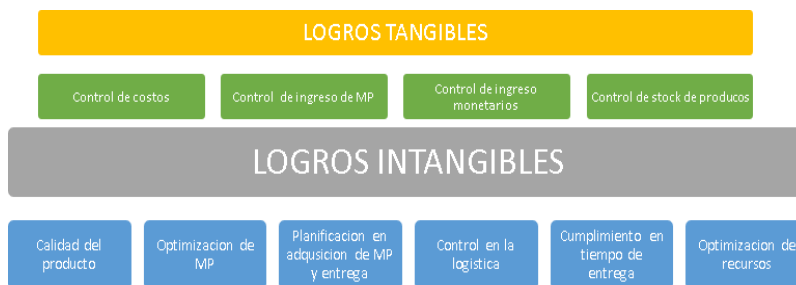 LOGROS TANGIBLES
Control de costos
Control de ingreso de MP
Control de ingreso
monetarios
Control de stock de producos
LOGROS INTANGIBLES
Calidad del
producto
Optimizacion de
MP
Planificacion en
adqusicion de MP
y entrega
Control en la
logistica
Cumplimiento en
tiempo de
entrega
Optimizacion de
recursos